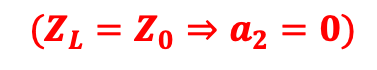 (Z_L = Z_0 ⇒ a_2 = 0)